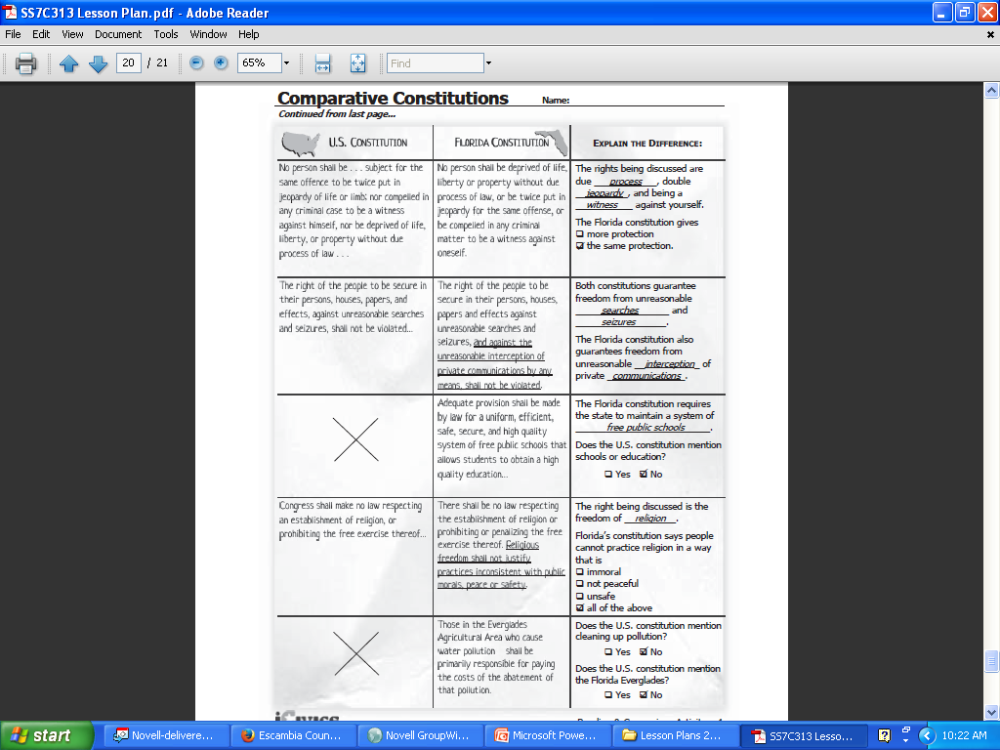 SS7C313 Lesson Plan.pdf - Adobe Reader
File Edit View Document Tools Window Help
20 / 21 65% Find
Comparative Constitutions Name:
Continued from last page...
U.S. CONSTITUTION
FLORIDA CONSTITUTION
EXPLAIN THE DIFFERENCE:
No person shall be . . . subject for the
same offence to be twice put in
jeopardy of life or limb; nor compelled in
any criminal case to be a witness
against himself, nor be deprived of life,
liberty, or property without due
process of law . . .
No person shall be deprived of life,
liberty or property without due
process of law, or be twice put in
jeopardy for the same offense, or
be compelled in any criminal
matter to be a witness against
oneself.
The rights being discussed are
due process, double
jeopardy, and being a
witness against yourself.
The Florida constitution gives
more protection
the same protection.
The right of the people to be secure in
their persons, houses, papers, and
effects, against unreasonable searches
and seizures, shall not be violated...
The right of the people to be
secure in their persons, houses,
papers and effects against
unreasonable searches and
seizures, and against the
unreasonable interception of
private communications by any
means, shall not be violated.
Both constitutions guarantee
freedom from unreasonable
searches and
seizures.
The Florida constitution also
guarantees freedom from
unreasonable interception of
private communications.
Adequate provision shall be made
by law for a uniform, efficient,
safe, secure, and high quality
system of free public schools that
allows students to obtain a high
quality education...
The Florida constitution requires
the state to maintain a system of
free public schools.
Does the U.S. constitution mention
schools or education?
Yes No
Congress shall make no law respecting
an establishment of religion, or
prohibiting the free exercise thereof...
There shall be no law respecting
the establishment of religion or
prohibiting or penalizing the free
exercise thereof. Religious
freedom shall not justify
practices inconsistent with public
morals, peace or safety.
The right being discussed is the
freedom of religion.
Florida's constitution says people
cannot practice religion in a way
that is
immoral
not peaceful
unsafe
all of the above
Those in the Everglades
Agricultural Area who cause
water pollution shall be
primarily responsible for paying
the costs of the abatement of
that pollution.
Does the U.S. constitution mention
cleaning up pollution?
Yes No
Does the U.S. constitution mention
the Florida Everglades?
Yes No
start Novell-delivere... Escambia Coun... Novell GroupWi... Microsoft Powe... Lesson Plans 2... SS7C313 Lesso... 10:22 AM